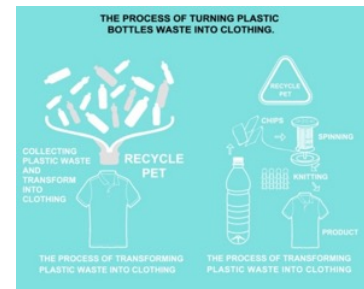 THE PROCESS OF TURNING PLASTIC
BOTTLES WASTE INTO CLOTHING.
COLLECTING
PLASTIC WASTE
AND
TRANSFORM
INTO
CLOTHING
RECYCLE
PET
THE PROCESS OF TRANSFORMING
PLASTIC WASTE INTO CLOTHING
RECYCLE
PET
CHIPS
SPINNING
KNITTING
PRODUCT
THE PROCESS OF TRANSFORMING
PLASTIC WASTE INTO CLOTHING